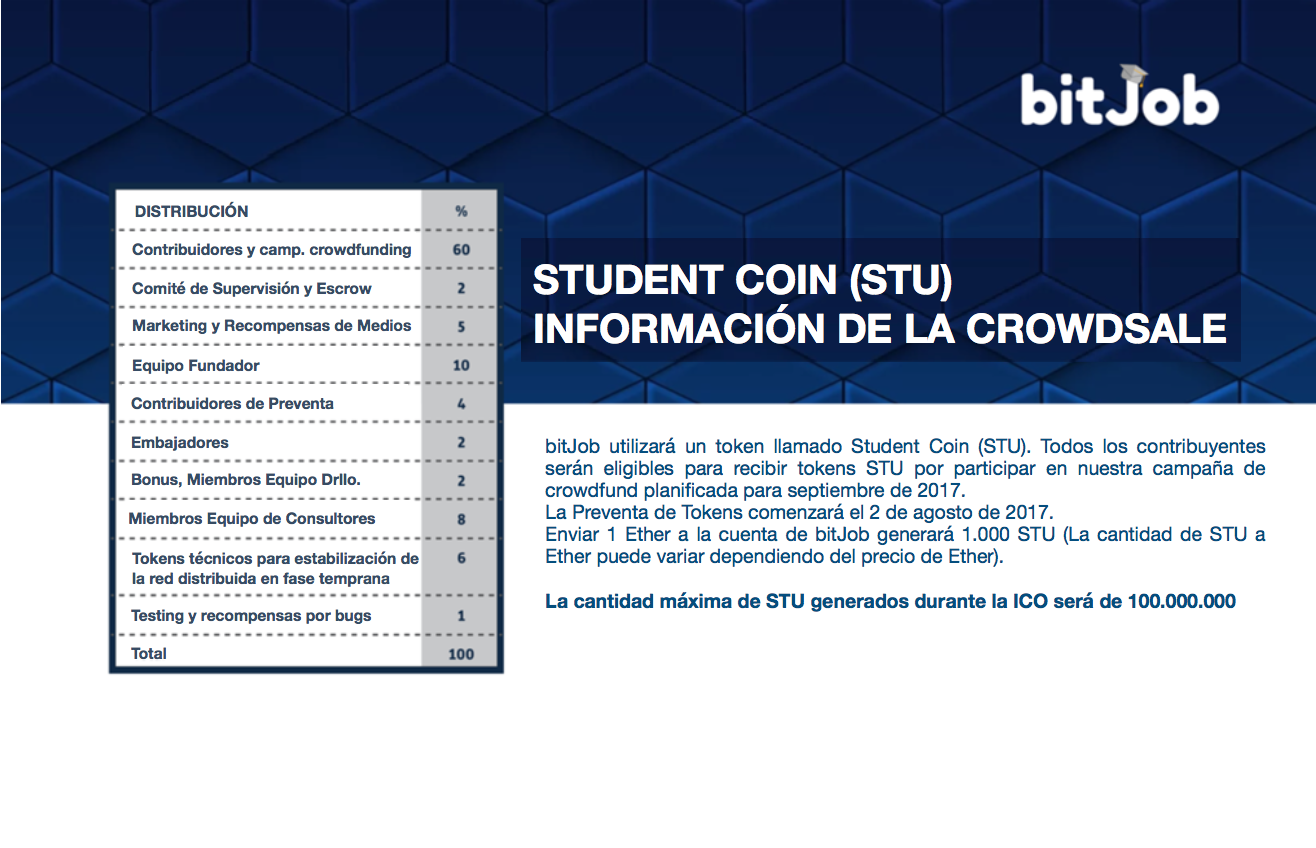 bitJob
DISTRIBUCIÓN %
Contribuidores y camp. crowdfunding 60
Comité de Supervisión y Escrow 2
Marketing y Recompensas de Medios 5
Equipo Fundador 10
Contribuidores de Preventa 4
Embajadores 2
Bonus, Miembros Equipo Drllo. 2
Miembros Equipo de Consultores 8
Tokens técnicos para estabilización de 6
la red distribuida en fase temprana
Testing y recompensas por bugs 1
Total 100
STUDENT COIN (STU)
INFORMACIÓN DE LA CROWDSALE
bitJob utilizará un token llamado Student Coin (STU). Todos los contribuyentes
serán eligibles para recibir tokens STU por participar en nuestra campaña de
crowdfund planificada para septiembre de 2017.
La Preventa de Tokens comenzará el 2 de agosto de 2017.
Enviar 1 Ether a la cuenta de bitJob generará 1.000 STU (La cantidad de STU a
Ether puede variar dependiendo del precio de Ether).
La cantidad máxima de STU generados durante la ICO será de 100.000.000